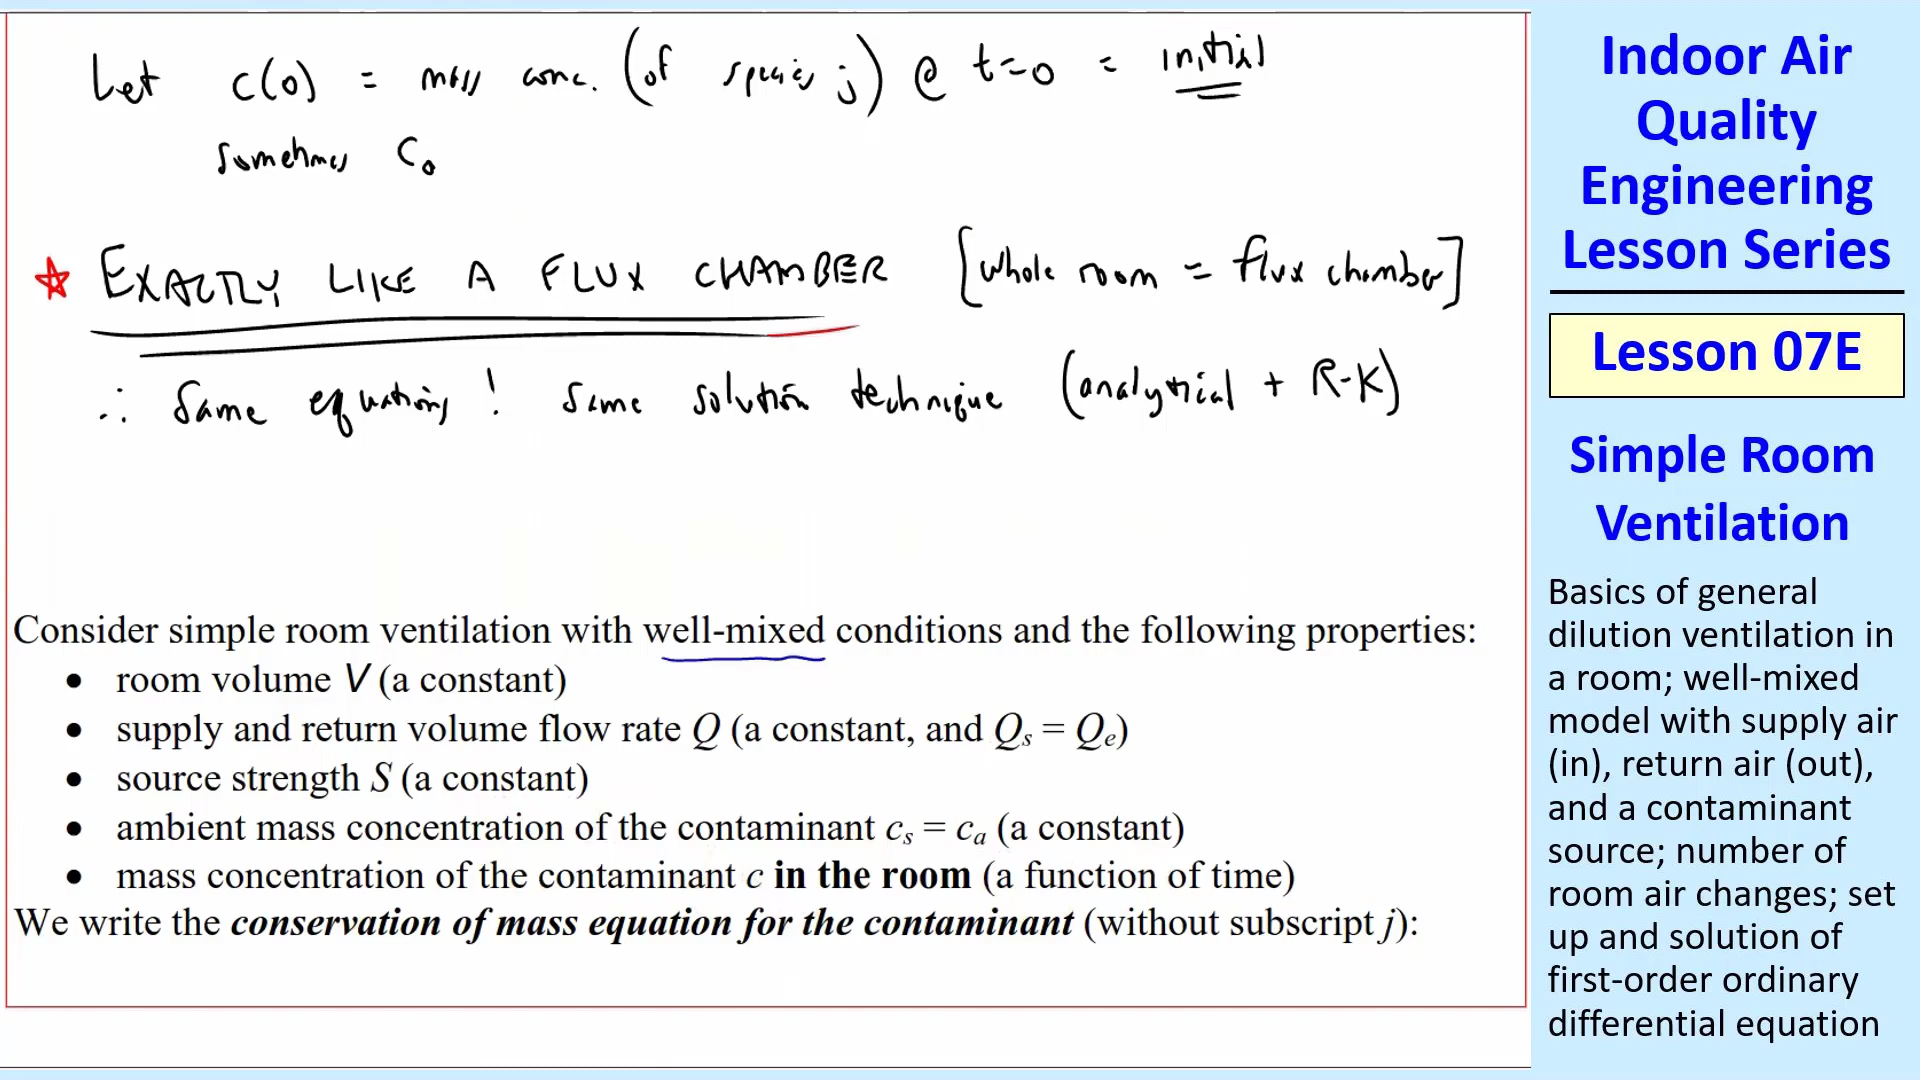 Let c(0) = mass conc. (of species j) @ t=0 = initial
sometimes c₀
☆ EXACTLY LIKE A FLUX CHAMBER [whole room = flux chamber]
∴ Same equations! Same solution technique (analytical + R-K)
Consider simple room ventilation with well-mixed conditions and the following properties:
• room volume V (a constant)
• supply and return volume flow rate Q (a constant, and Qₛ = Qₑ)
• source strength S (a constant)
• ambient mass concentration of the contaminant cₛ = cₐ (a constant)
• mass concentration of the contaminant c in the room (a function of time)
We write the conservation of mass equation for the contaminant (without subscript j):
Indoor Air
Quality
Engineering
Lesson Series
Lesson 07E
Simple Room
Ventilation
Basics of general
dilution ventilation in
a room; well-mixed
model with supply air
(in), return air (out),
and a contaminant
source; number of
room air changes; set
up and solution of
first-order ordinary
differential equation